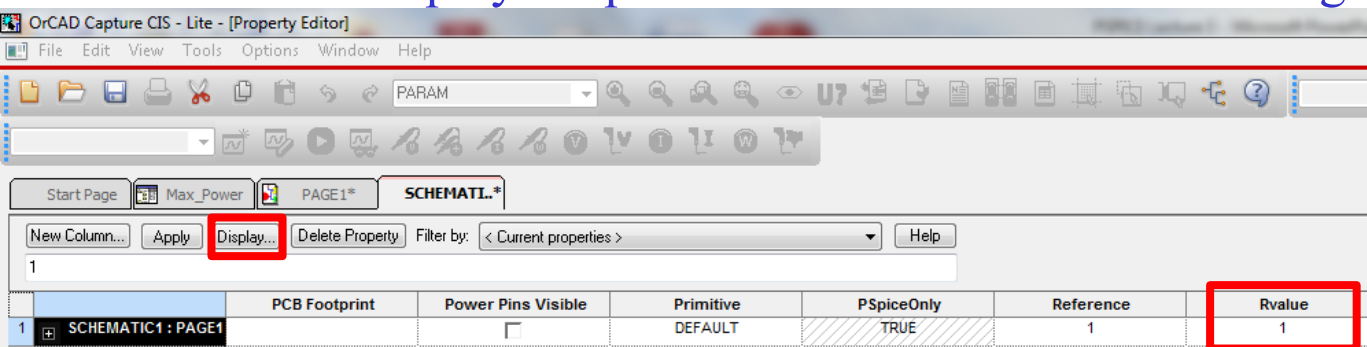 OrCAD Capture CIS - Lite - [Property Editor]
File Edit View Tools Options Window Help
PARAM
U?
V V I I W
Start Page Max_Power PAGE1* SCHEMATI..*
New Column... Apply Display... Delete Property Filter by: < Current properties > Help
1
PCB Footprint Power Pins Visible Primitive PSpiceOnly Reference Rvalue
1 SCHEMATIC1 : PAGE1 DEFAULT TRUE 1 1